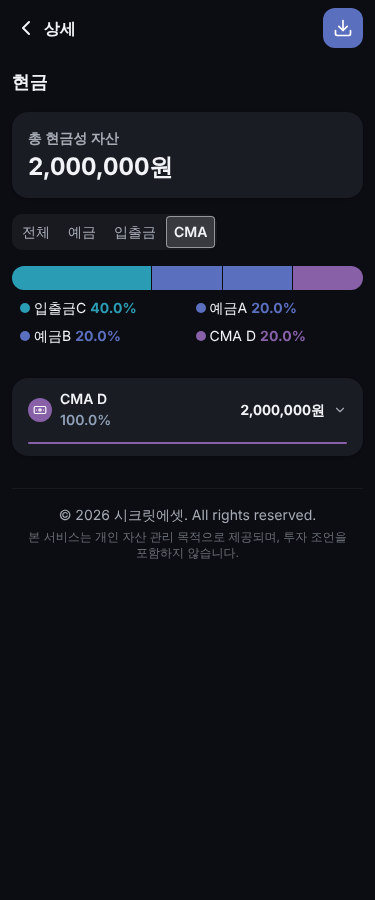 상세
현금
총 현금성 자산
2,000,000원
전체 예금 입출금 CMA
입출금C 40.0% 예금A 20.0%
예금B 20.0% CMA D 20.0%
CMA D
100.0%
2,000,000원
© 2026 시크릿에셋. All rights reserved.
본 서비스는 개인 자산 관리 목적으로 제공되며, 투자 조언을
포함하지 않습니다.